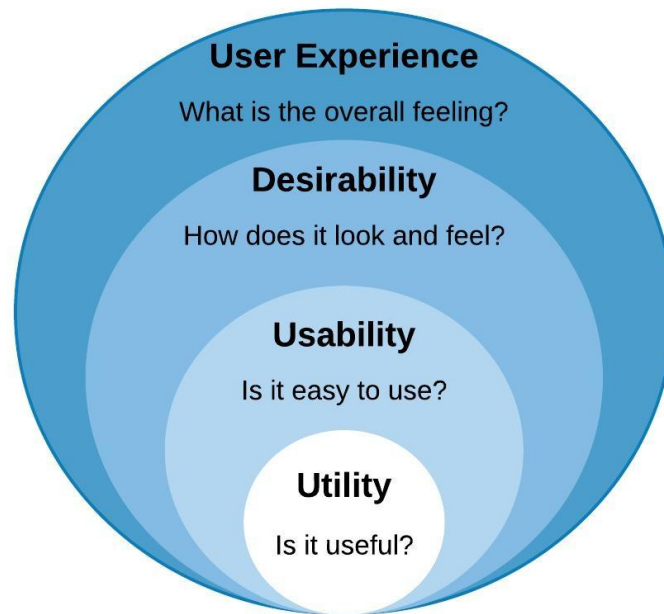 User Experience
What is the overall feeling?
Desirability
How does it look and feel?
Usability
Is it easy to use?
Utility
Is it useful?